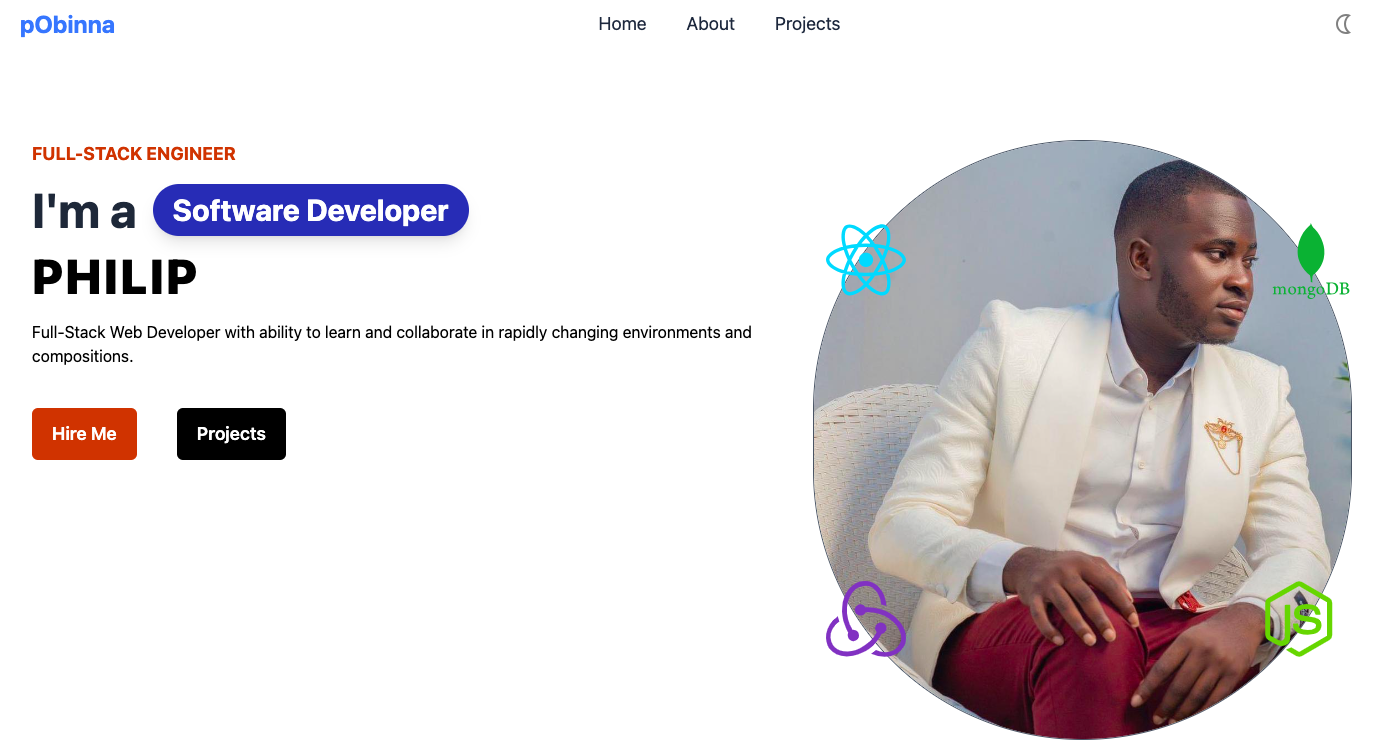 pObinna
Home About Projects
FULL-STACK ENGINEER
I'm a Software Developer
PHILIP
Full-Stack Web Developer with ability to learn and collaborate in rapidly changing environments and
compositions.
Hire Me Projects
mongoDB
JS